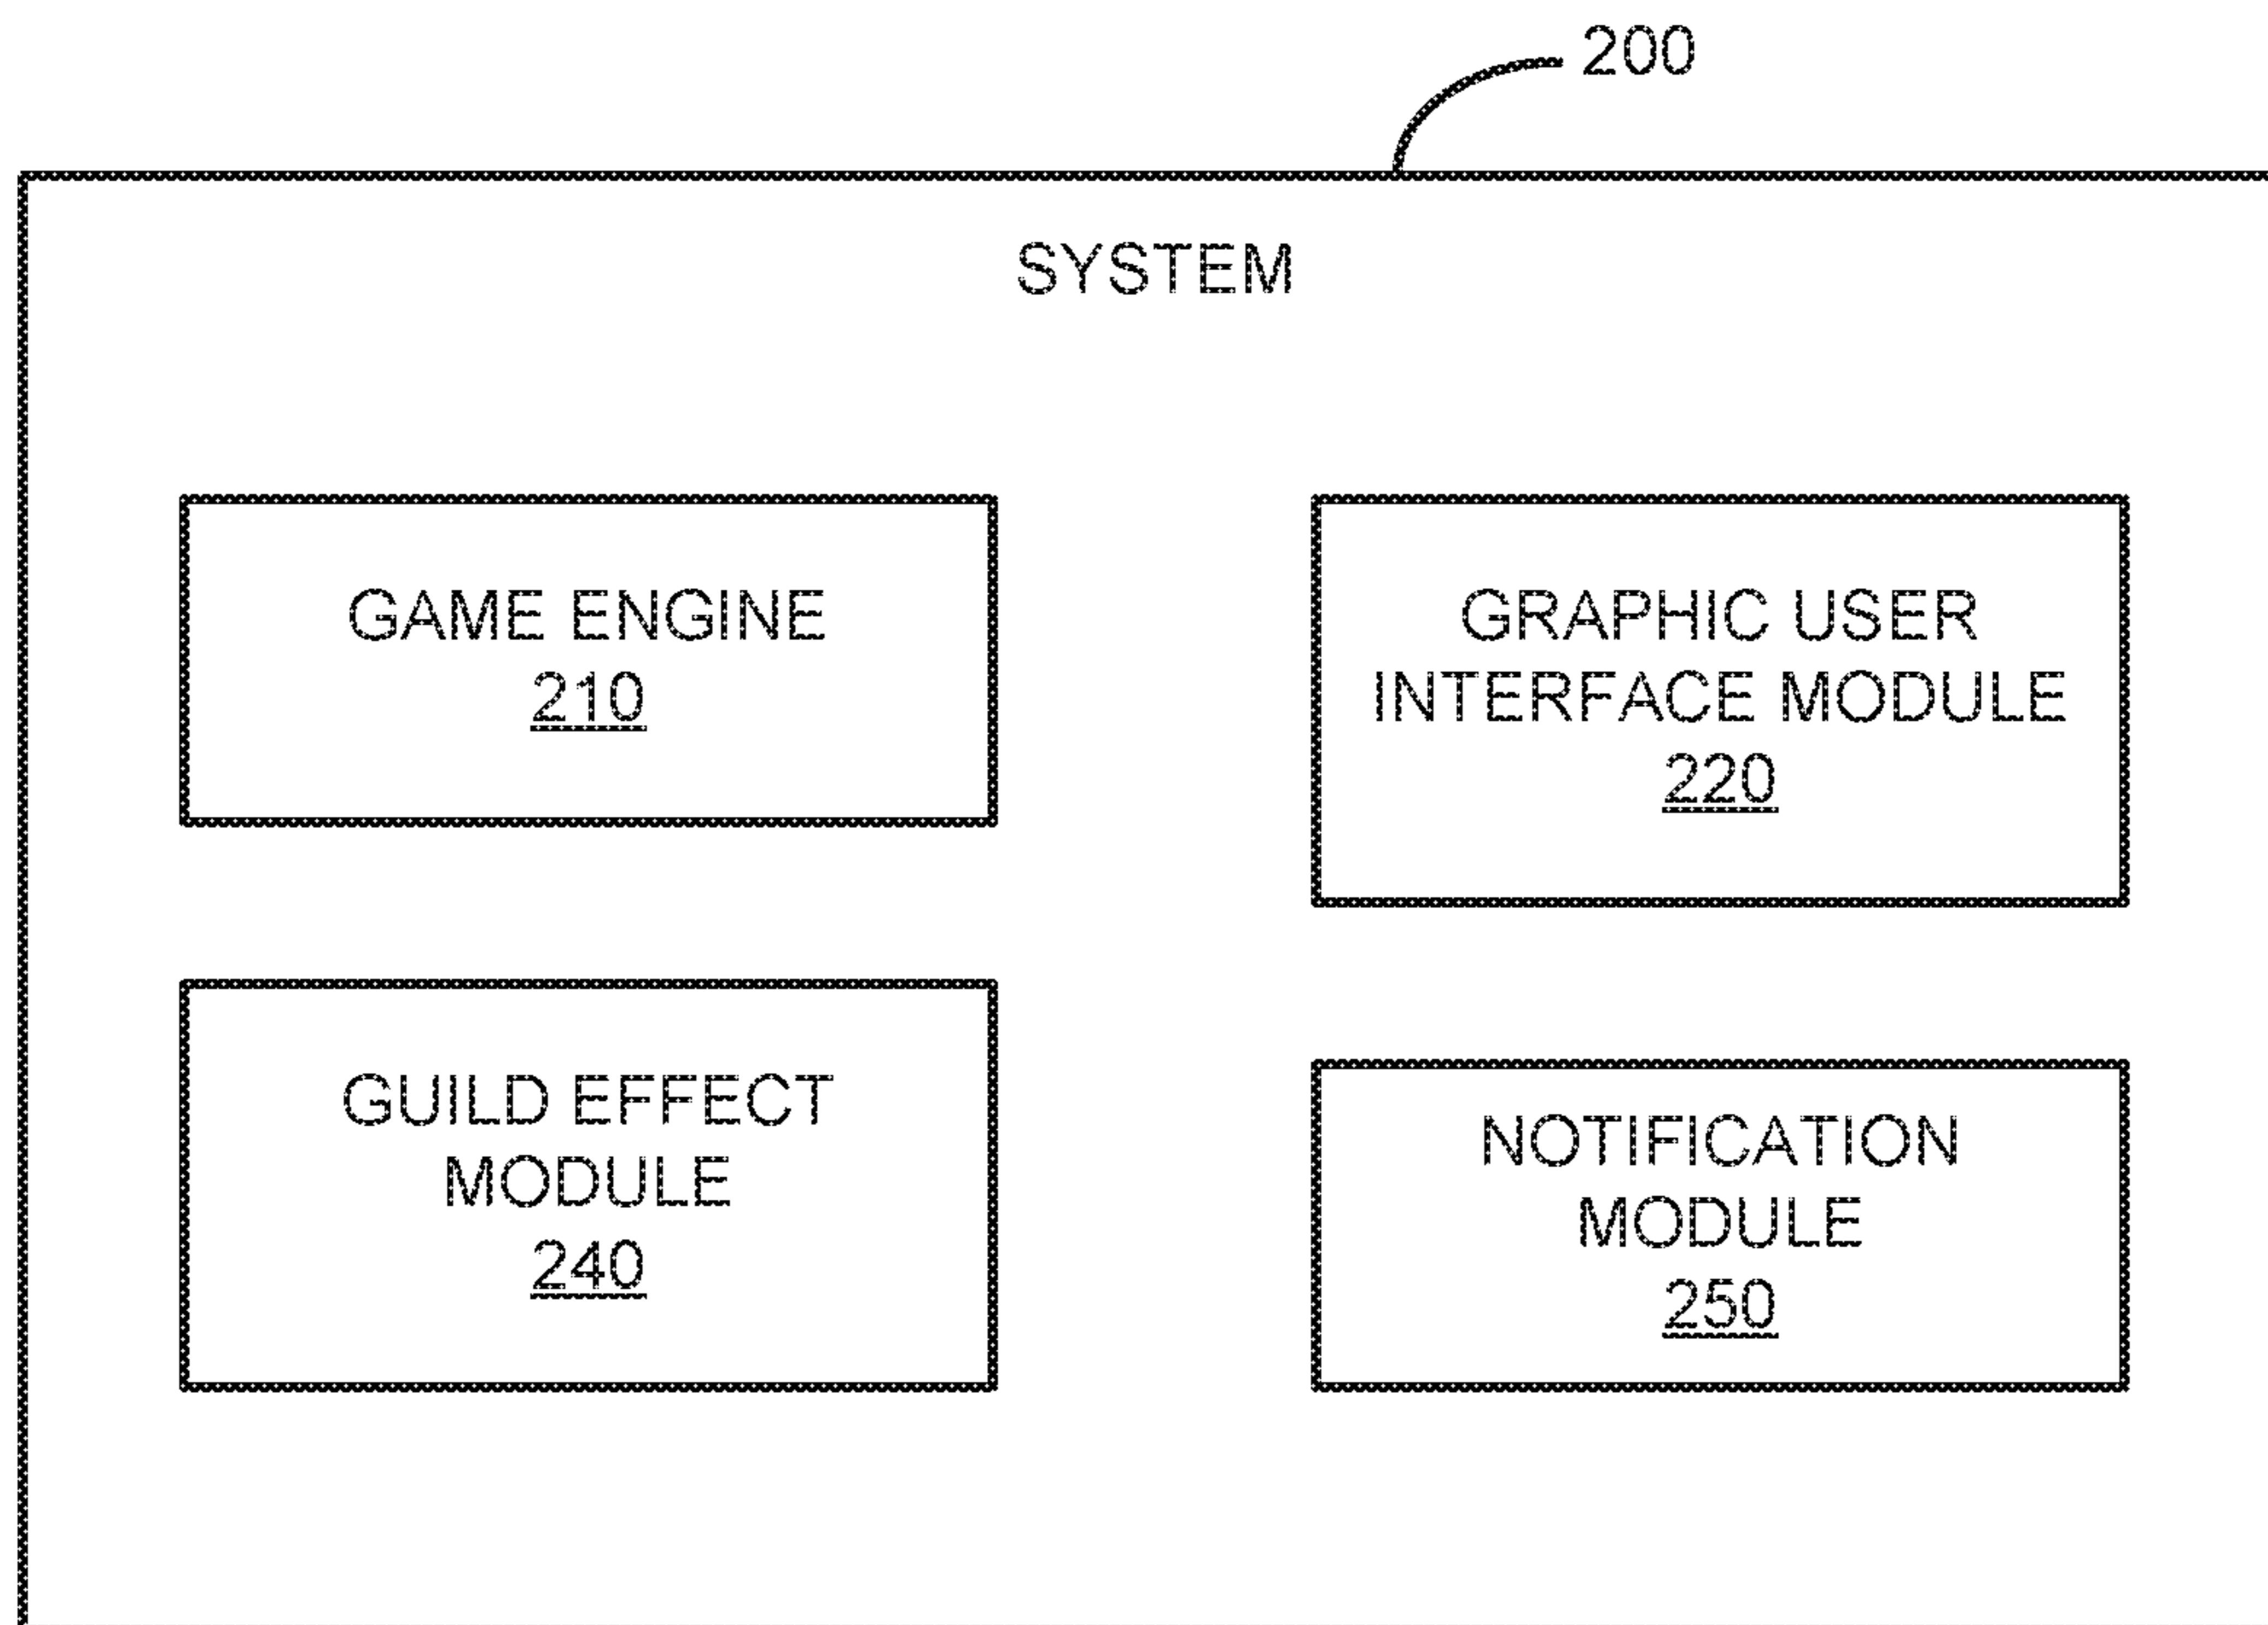 200
SYSTEM
GAME ENGINE
210
GRAPHIC USER
INTERFACE MODULE
220
GUILD EFFECT
MODULE
240
NOTIFICATION
MODULE
250